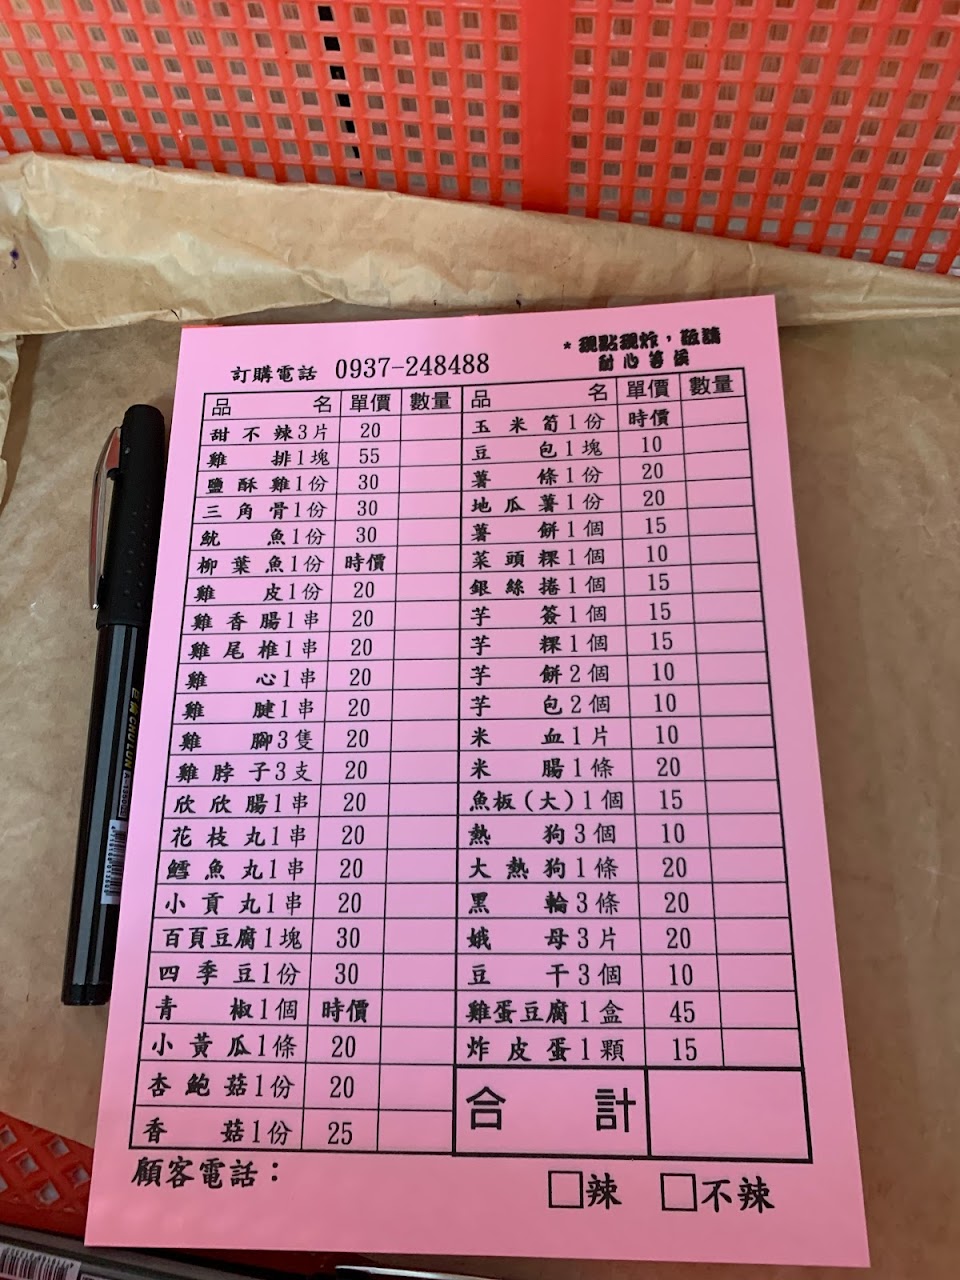 訂購電話 0937-248488
*現點現炸，敬請
耐心等候
品名 單價 數量
甜不辣3片 20
雞排1塊 55
鹽酥雞1份 30
三角骨1份 30
魷魚1份 30
柳葉魚1份 時價
雞皮1份 20
雞香腸1串 20
雞尾椎1串 20
雞心1串 20
雞腱1串 20
雞腳3隻 20
雞脖子3支 20
欣欣腸1串 20
花枝丸1串 20
鱈魚丸1串 20
小貢丸1串 20
百頁豆腐1塊 30
四季豆1份 30
青椒1個 時價
小黃瓜1條 20
杏鮑菇1份 20
香菇1份 25
品名 單價 數量
玉米筍1份 時價
豆包1塊 10
薯條1份 20
地瓜薯1份 20
薯餅1個 15
菜頭粿1個 10
銀絲捲1個 15
芋簽1個 15
芋粿1個 15
芋餅2個 10
芋包2個 10
米血1片 10
米腸1條 20
魚板(大)1個 15
熱狗3個 10
大熱狗1條 20
黑輪3條 20
娥母3片 20
豆干3個 10
雞蛋豆腐1盒 45
炸皮蛋1顆 15
合計
顧客電話：
□辣 □不辣
巨倫 CHU LUN